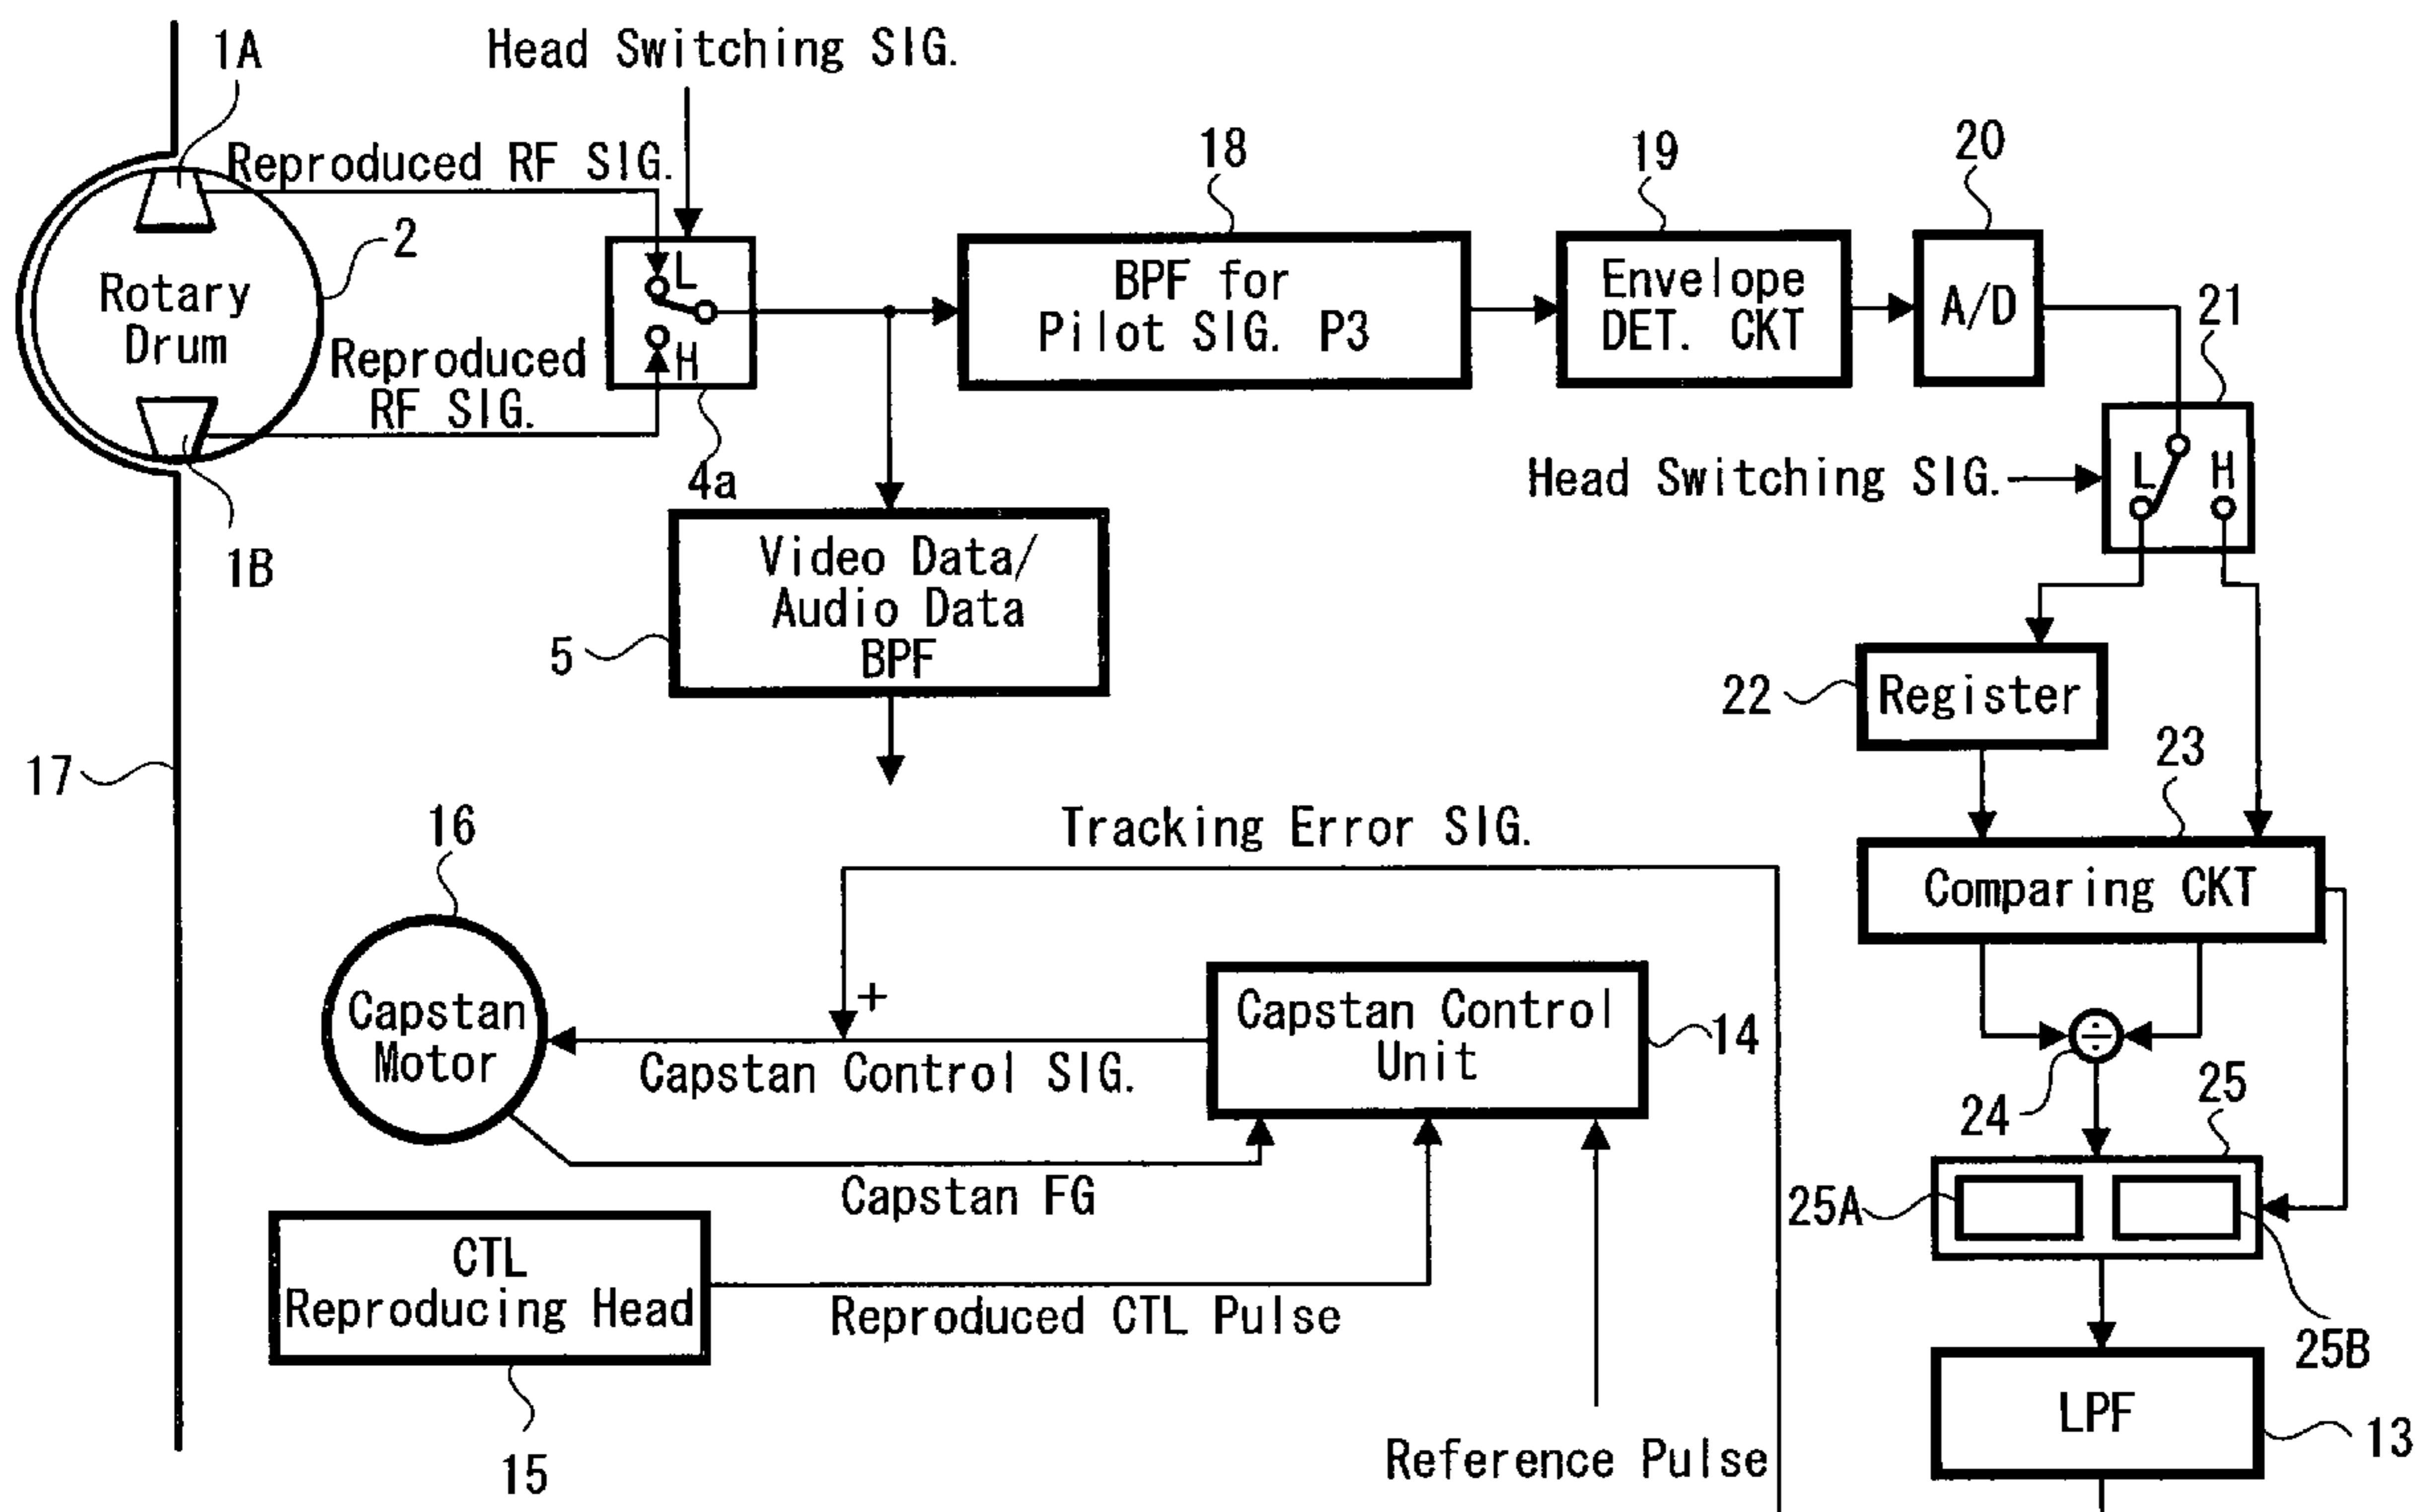 1A
Head Switching SIG.
Reproduced RF SIG.
18
19
20
2
L
BPF for
Pilot SIG. P3
Envelope
DET. CKT
A/D
21
Rotary
Drum
Reproduced
RF SIG.
H
4a
Head Switching SIG.
L
H
1B
Video Data/
Audio Data
BPF
5
22
Register
17
23
16
Tracking Error SIG.
Comparing CKT
+
Capstan
Motor
Capstan Control
Unit
14
÷
Capstan Control SIG.
24
25
Capstan FG
25A
CTL
Reproducing Head
Reproduced CTL Pulse
25B
LPF
13
15
Reference Pulse